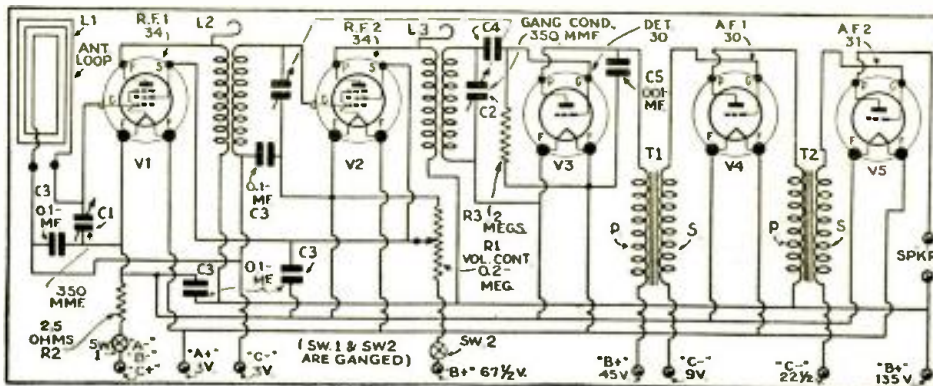 L1
ANT.
LOOP
R.F.1
34
L2
R.F.2
34
L3
C4
GANG COND.
350 MMF
DET.
30
C5
.001-
MF.
A.F.1
30
A.F.2
31
P
S
G
F
F
V1
C3
0.1-
MF
C1
350
MMF
2.5
OHMS
R2
SW
1
"A-"
"B-"
"C+"
"A+"
3V
"C-"
3V
C3
0.1-
MF
C3
0.1-MF
C3
P
S
G
F
F
V2
C2
R3 (2
MEGS.
R1
VOL. CONT
0.2-
MEG.
(SW.1 & SW2
ARE GANGED)
SW2
"B+" 67½V.
P
G
F
F
V3
T1
P
S
"B+"
45V
"C-"
9V
P
G
F
F
V4
T2
P
S
"C-"
22½
P
G
F
F
V5
SPKR
"B+"
135V